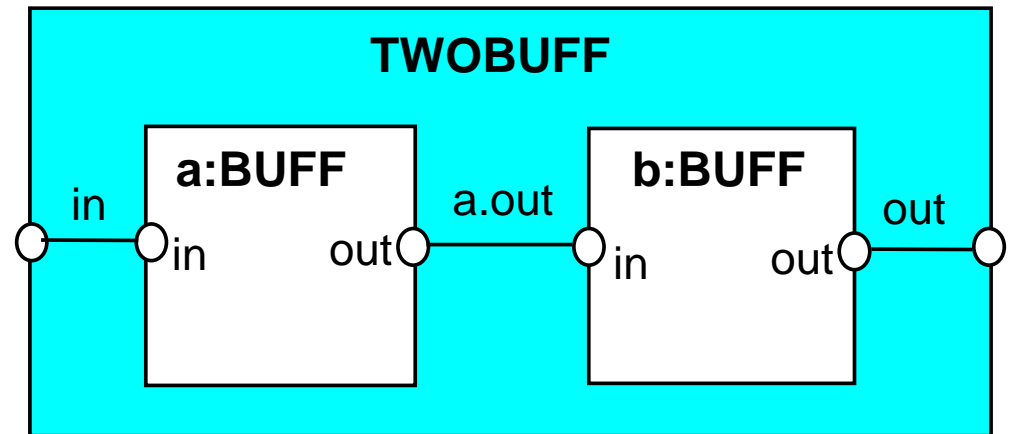 TWOBUFF
a:BUFF
b:BUFF
in
a.out
out
in
out
in
out